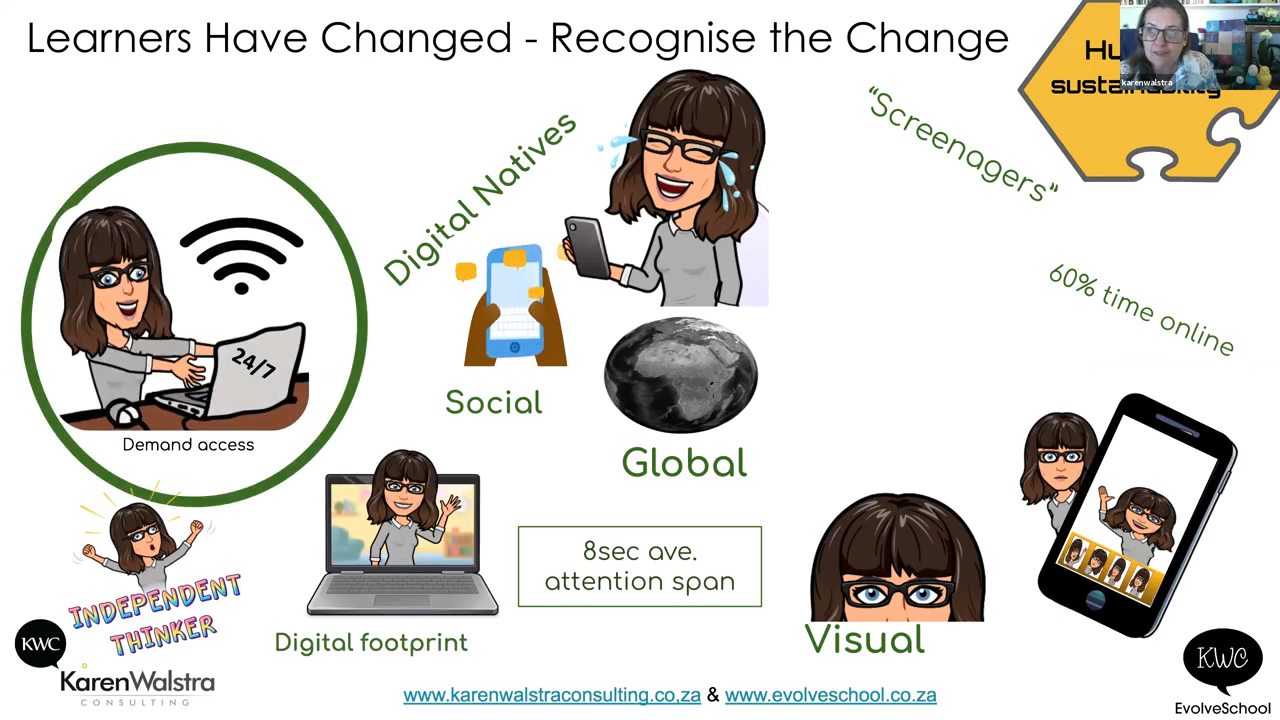 Learners Have Changed - Recognise the Change
karenwalstra
sustainability
"Screenagers"
Digital Natives
60% time online
24/7
Demand access
Social
Global
INDEPENDENT
THINKER
Digital footprint
8sec ave.
attention span
Visual
KWC
KarenWalstra
CONSULTING
www.karenwalstraconsulting.co,za & www.evolveschool.co.za
KWC
EvolveSchool